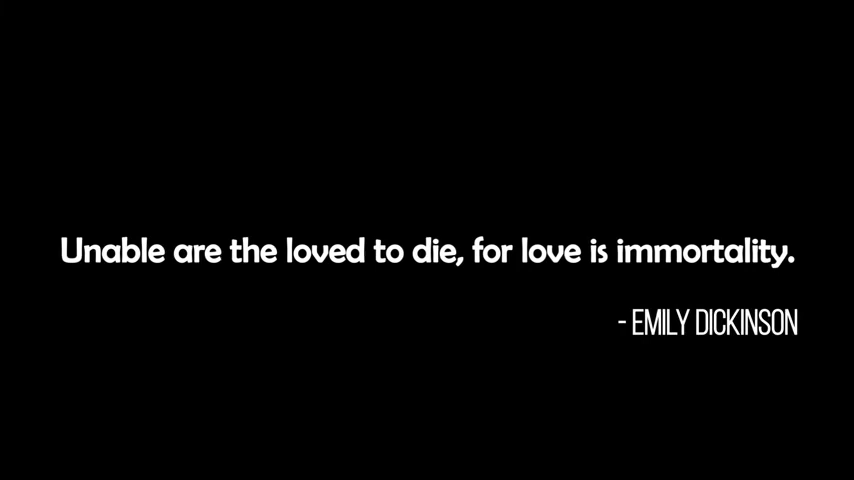 Unable are the loved to die, for love is immortality.
- EMILY DICKINSON